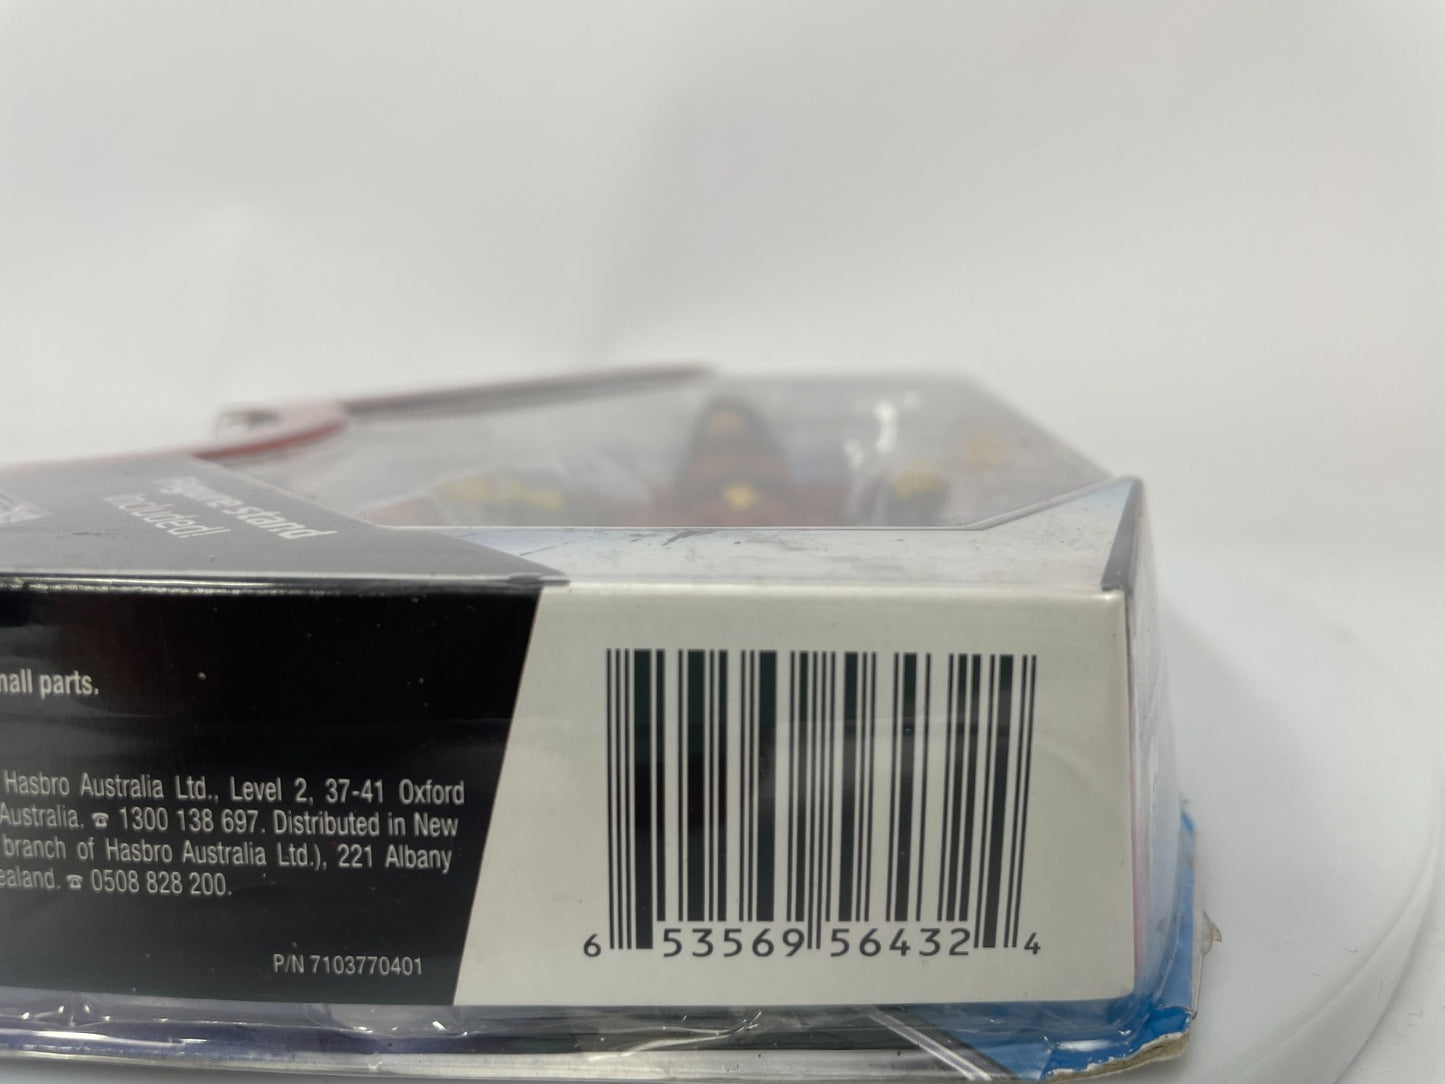 Figure stand
included!
mall parts.
Hasbro Australia Ltd., Level 2, 37-41 Oxford
Australia. ☎ 1300 138 697. Distributed in New
branch of Hasbro Australia Ltd.), 221 Albany
ealand. ☎ 0508 828 200.
P/N 7103770401
6 53569 56432 4